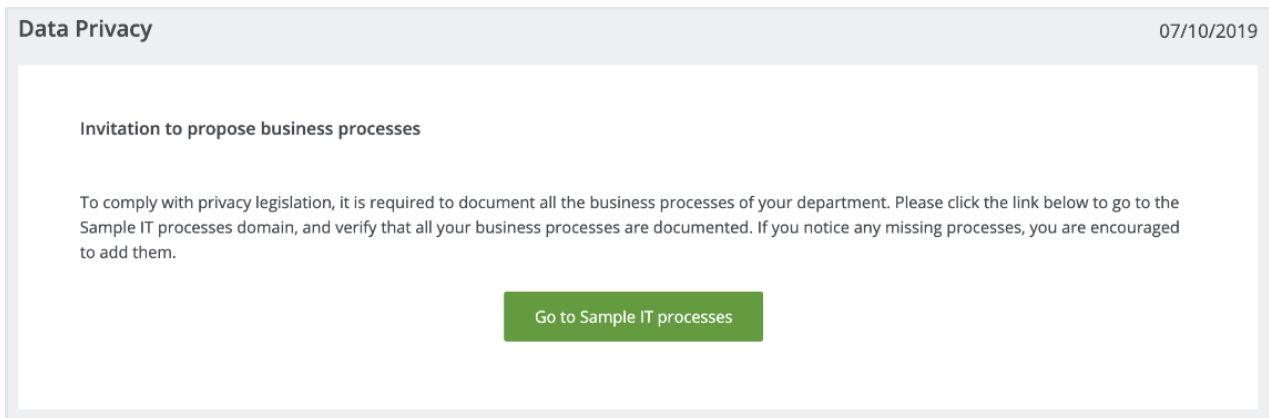 Data Privacy
07/10/2019
Invitation to propose business processes
To comply with privacy legislation, it is required to document all the business processes of your department. Please click the link below to go to the
Sample IT processes domain, and verify that all your business processes are documented. If you notice any missing processes, you are encouraged
to add them.
Go to Sample IT processes